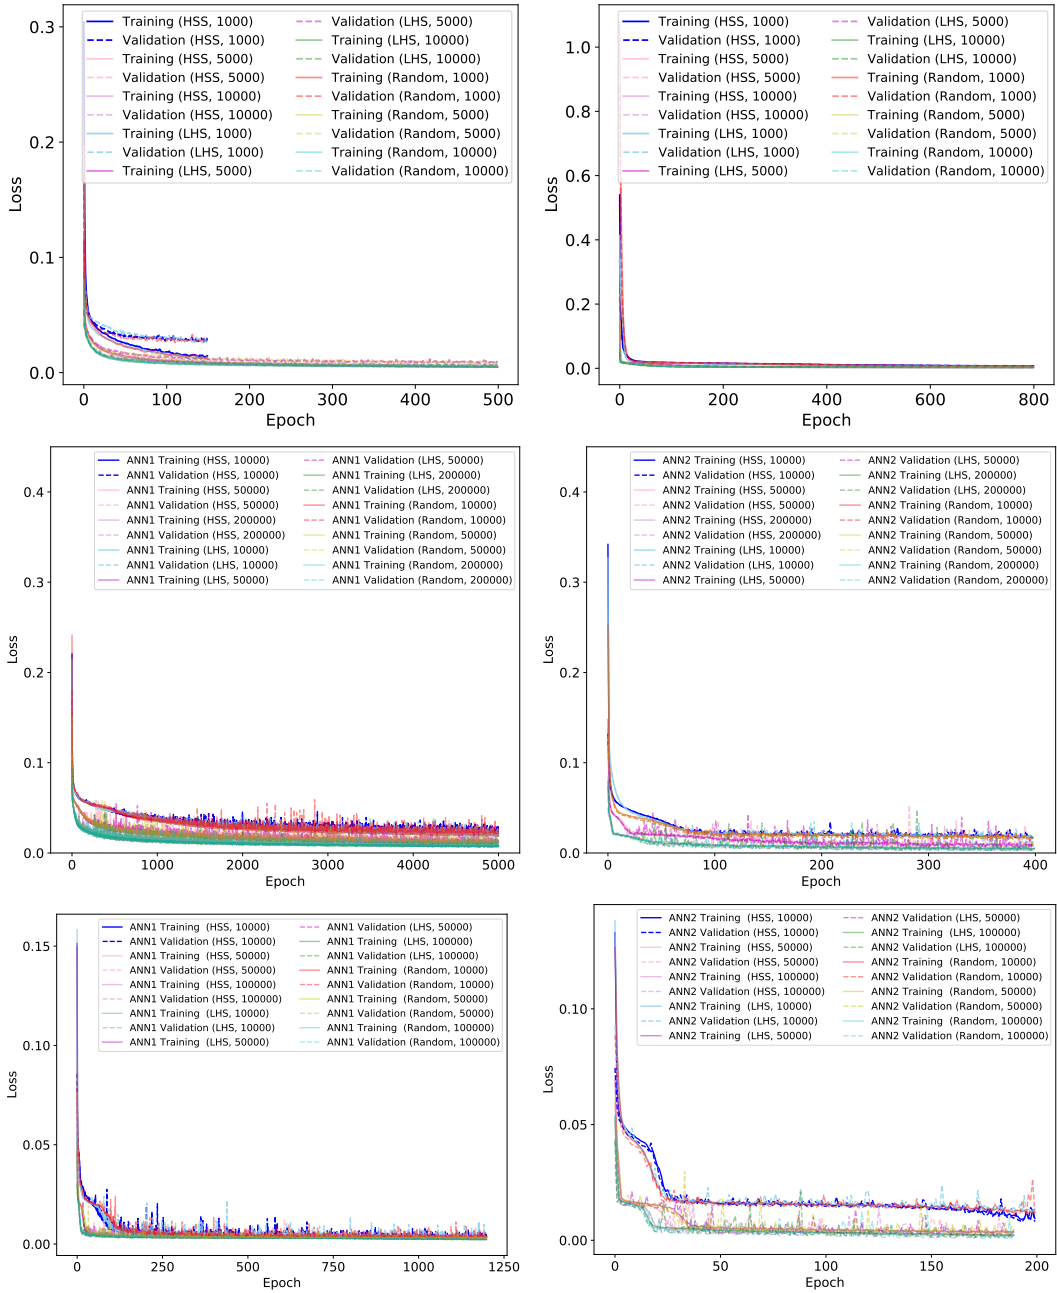 0.3
0.2
0.1
0.0
Loss
Training (HSS, 1000)
Validation (HSS, 1000)
Training (HSS, 5000)
Validation (HSS, 5000)
Training (HSS, 10000)
Validation (HSS, 10000)
Training (LHS, 1000)
Validation (LHS, 1000)
Training (LHS, 5000)
Validation (LHS, 5000)
Training (LHS, 10000)
Validation (LHS, 10000)
Training (Random, 1000)
Validation (Random, 1000)
Training (Random, 5000)
Validation (Random, 5000)
Training (Random, 10000)
Validation (Random, 10000)
0 100 200 300 400 500
Epoch
1.0
0.8
0.6
0.4
0.2
0.0
Loss
Training (HSS, 1000)
Validation (HSS, 1000)
Training (HSS, 5000)
Validation (HSS, 5000)
Training (HSS, 10000)
Validation (HSS, 10000)
Training (LHS, 1000)
Validation (LHS, 1000)
Training (LHS, 5000)
Validation (LHS, 5000)
Training (LHS, 10000)
Validation (LHS, 10000)
Training (Random, 1000)
Validation (Random, 1000)
Training (Random, 5000)
Validation (Random, 5000)
Training (Random, 10000)
Validation (Random, 10000)
0 200 400 600 800
Epoch
0.4
0.3
0.2
0.1
0.0
Loss
ANN1 Training (HSS, 10000)
ANN1 Validation (HSS, 10000)
ANN1 Training (HSS, 50000)
ANN1 Validation (HSS, 50000)
ANN1 Training (HSS, 200000)
ANN1 Validation (HSS, 200000)
ANN1 Training (LHS, 10000)
ANN1 Validation (LHS, 10000)
ANN1 Training (LHS, 50000)
ANN1 Validation (LHS, 50000)
ANN1 Training (LHS, 200000)
ANN1 Validation (LHS, 200000)
ANN1 Training (Random, 10000)
ANN1 Validation (Random, 10000)
ANN1 Training (Random, 50000)
ANN1 Validation (Random, 50000)
ANN1 Training (Random, 200000)
ANN1 Validation (Random, 200000)
0 1000 2000 3000 4000 5000
Epoch
0.4
0.3
0.2
0.1
0.0
Loss
ANN2 Training (HSS, 10000)
ANN2 Validation (HSS, 10000)
ANN2 Training (HSS, 50000)
ANN2 Validation (HSS, 50000)
ANN2 Training (HSS, 200000)
ANN2 Validation (HSS, 200000)
ANN2 Training (LHS, 10000)
ANN2 Validation (LHS, 10000)
ANN2 Training (LHS, 50000)
ANN2 Validation (LHS, 50000)
ANN2 Training (LHS, 200000)
ANN2 Validation (LHS, 200000)
ANN2 Training (Random, 10000)
ANN2 Validation (Random, 10000)
ANN2 Training (Random, 50000)
ANN2 Validation (Random, 50000)
ANN2 Training (Random, 200000)
ANN2 Validation (Random, 200000)
0 100 200 300 400
Epoch
0.15
0.10
0.05
0.00
Loss
ANN1 Training (HSS, 10000)
ANN1 Validation (HSS, 10000)
ANN1 Training (HSS, 50000)
ANN1 Validation (HSS, 50000)
ANN1 Training (HSS, 100000)
ANN1 Validation (HSS, 100000)
ANN1 Training (LHS, 10000)
ANN1 Validation (LHS, 10000)
ANN1 Training (LHS, 50000)
ANN1 Validation (LHS, 50000)
ANN1 Training (LHS, 100000)
ANN1 Validation (LHS, 100000)
ANN1 Training (Random, 10000)
ANN1 Validation (Random, 10000)
ANN1 Training (Random, 50000)
ANN1 Validation (Random, 50000)
ANN1 Training (Random, 100000)
ANN1 Validation (Random, 100000)
0 250 500 750 1000 1250
Epoch
0.10
0.05
0.00
Loss
ANN2 Training (HSS, 10000)
ANN2 Validation (HSS, 10000)
ANN2 Training (HSS, 50000)
ANN2 Validation (HSS, 50000)
ANN2 Training (HSS, 100000)
ANN2 Validation (HSS, 100000)
ANN2 Training (LHS, 10000)
ANN2 Validation (LHS, 10000)
ANN2 Training (LHS, 50000)
ANN2 Validation (LHS, 50000)
ANN2 Training (LHS, 100000)
ANN2 Validation (LHS, 100000)
ANN2 Training (Random, 10000)
ANN2 Validation (Random, 10000)
ANN2 Training (Random, 50000)
ANN2 Validation (Random, 50000)
ANN2 Training (Random, 100000)
ANN2 Validation (Random, 100000)
0 50 100 150 200
Epoch